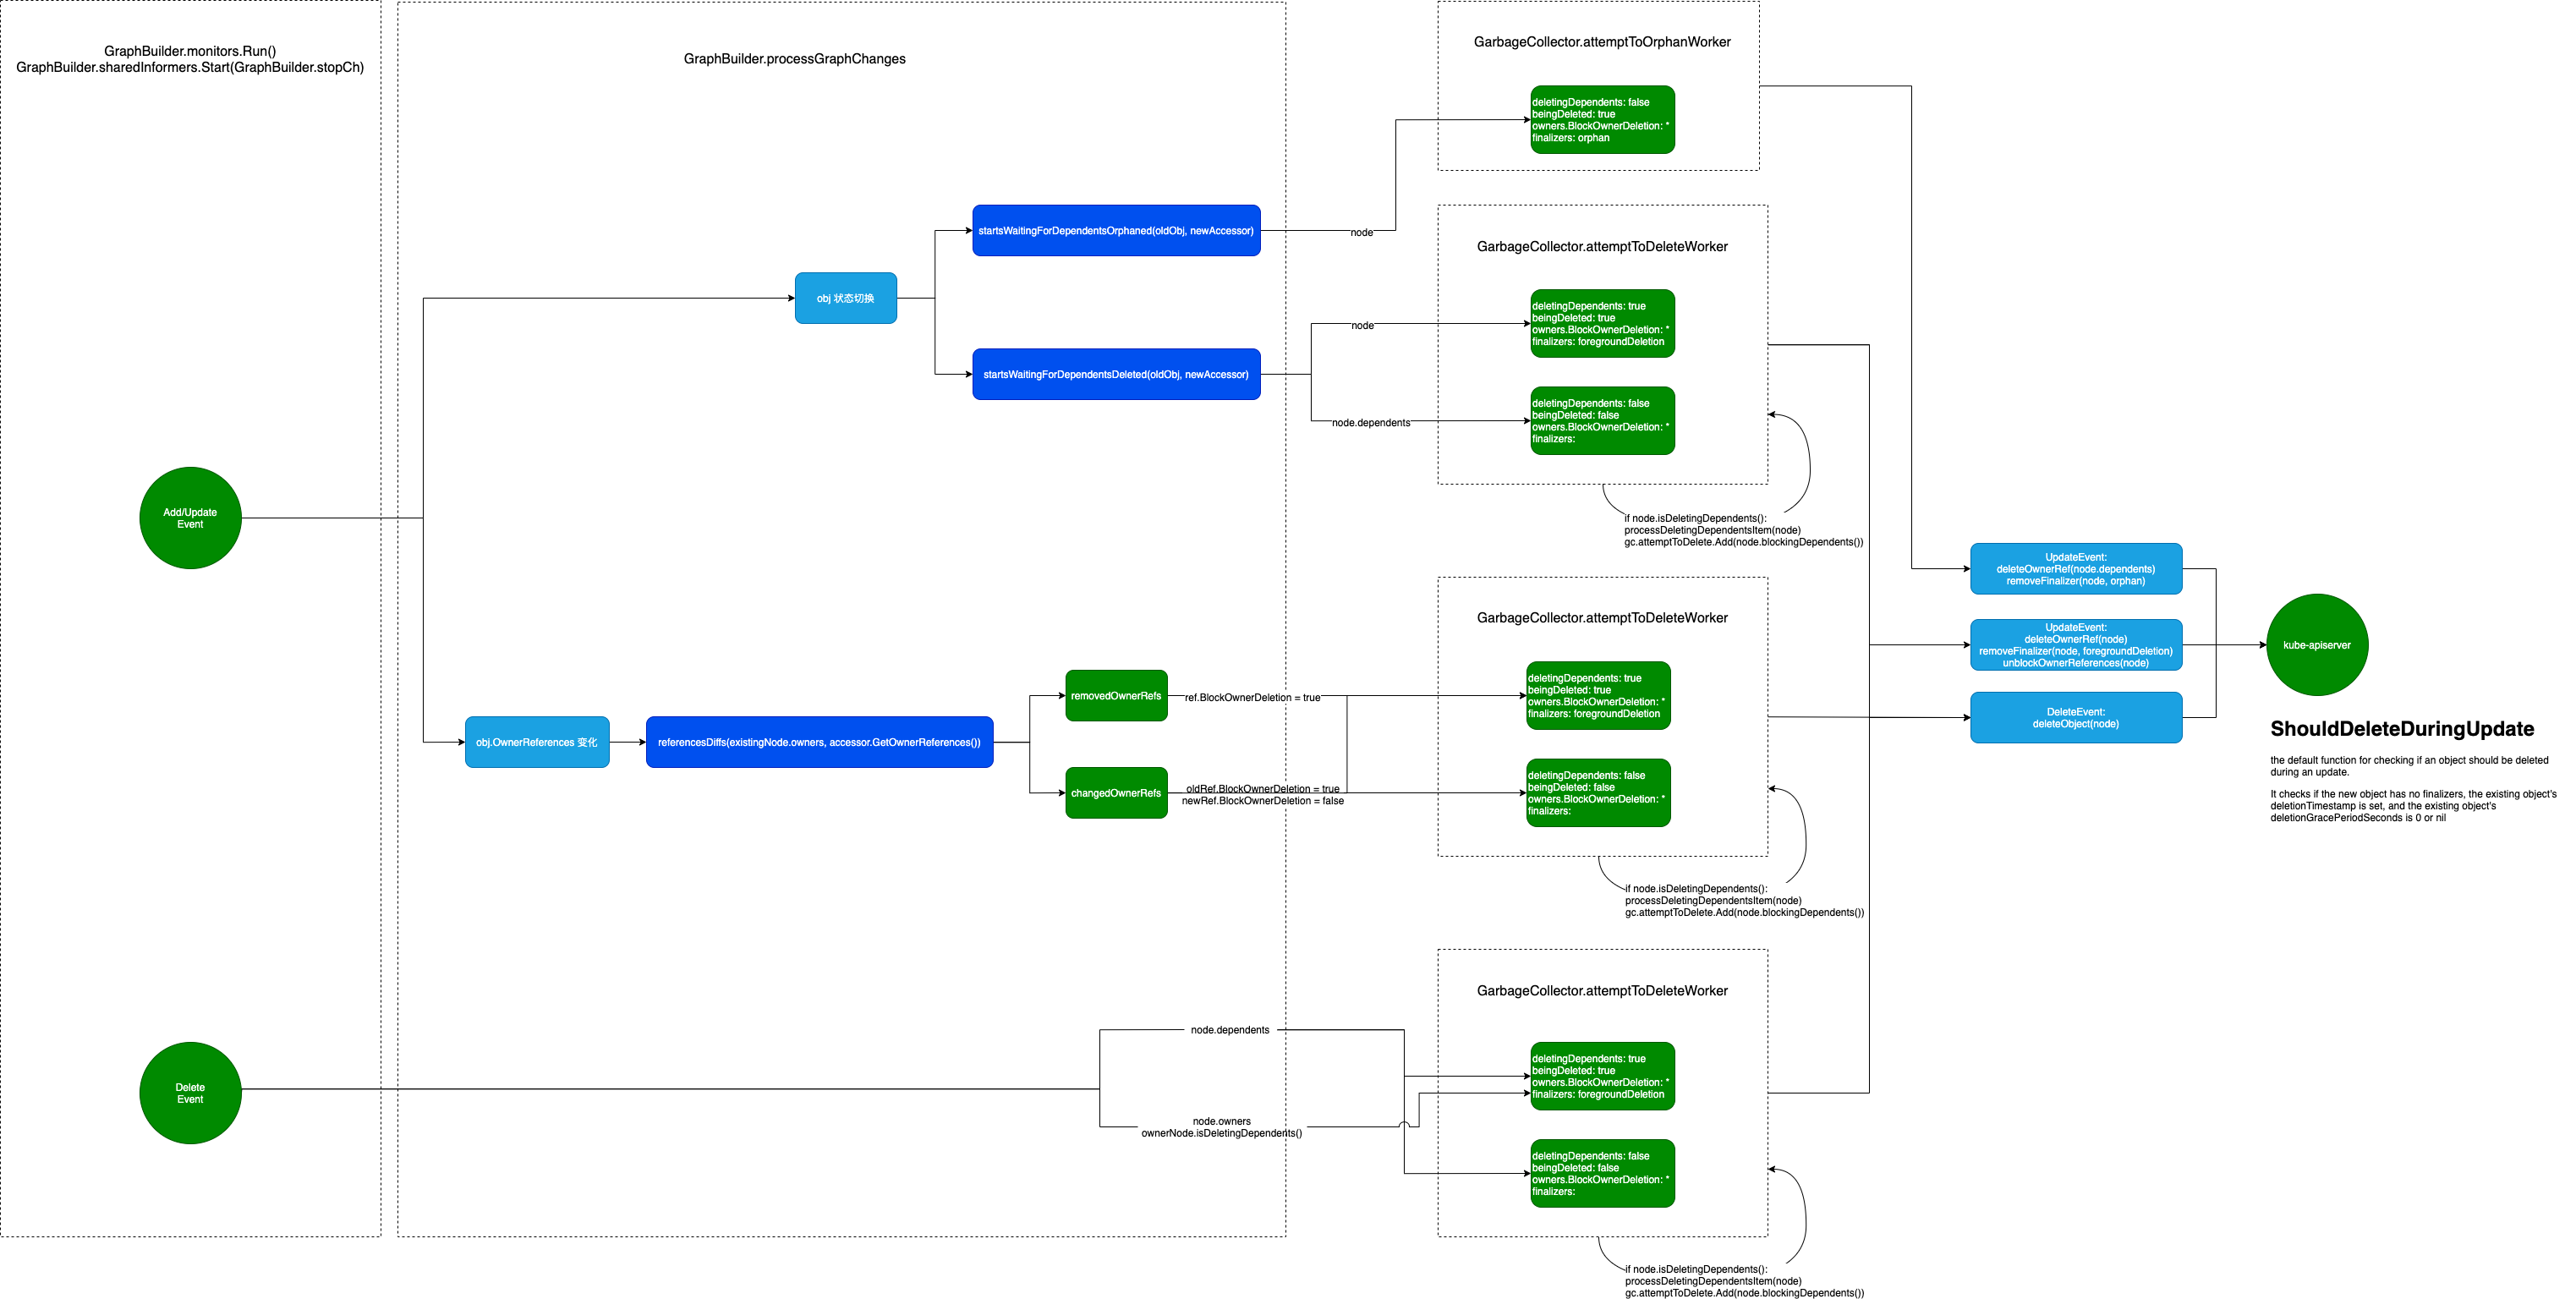 GraphBuilder.monitors.Run()
GraphBuilder.sharedInformers.Start(GraphBuilder.stopCh)
Add/Update
Event
Delete
Event
GraphBuilder.processGraphChanges
obj 状态切换
startsWaitingForDependentsOrphaned(oldObj, newAccessor)
startsWaitingForDependentsDeleted(oldObj, newAccessor)
node
node
node.dependents
obj.OwnerReferences 变化
referencesDiffs(existingNode.owners, accessor.GetOwnerReferences())
removedOwnerRefs
changedOwnerRefs
ref.BlockOwnerDeletion = true
oldRef.BlockOwnerDeletion = true
newRef.BlockOwnerDeletion = false
node.dependents
node.owners
ownerNode.isDeletingDependents()
GarbageCollector.attemptToOrphanWorker
deletingDependents: false
beingDeleted: true
owners.BlockOwnerDeletion: *
finalizers: orphan
GarbageCollector.attemptToDeleteWorker
deletingDependents: true
beingDeleted: true
owners.BlockOwnerDeletion: *
finalizers: foregroundDeletion
deletingDependents: false
beingDeleted: false
owners.BlockOwnerDeletion: *
finalizers:
if node.isDeletingDependents():
processDeletingDependentsItem(node)
gc.attemptToDelete.Add(node.blockingDependents())
GarbageCollector.attemptToDeleteWorker
deletingDependents: true
beingDeleted: true
owners.BlockOwnerDeletion: *
finalizers: foregroundDeletion
deletingDependents: false
beingDeleted: false
owners.BlockOwnerDeletion: *
finalizers:
if node.isDeletingDependents():
processDeletingDependentsItem(node)
gc.attemptToDelete.Add(node.blockingDependents())
GarbageCollector.attemptToDeleteWorker
deletingDependents: true
beingDeleted: true
owners.BlockOwnerDeletion: *
finalizers: foregroundDeletion
deletingDependents: false
beingDeleted: false
owners.BlockOwnerDeletion: *
finalizers:
if node.isDeletingDependents():
processDeletingDependentsItem(node)
gc.attemptToDelete.Add(node.blockingDependents())
UpdateEvent:
deleteOwnerRef(node.dependents)
removeFinalizer(node, orphan)
UpdateEvent:
deleteOwnerRef(node)
removeFinalizer(node, foregroundDeletion)
unblockOwnerReferences(node)
DeleteEvent:
deleteObject(node)
kube-apiserver
ShouldDeleteDuringUpdate
the default function for checking if an object should be deleted
during an update.
It checks if the new object has no finalizers, the existing object's
deletionTimestamp is set, and the existing object's
deletionGracePeriodSeconds is 0 or nil